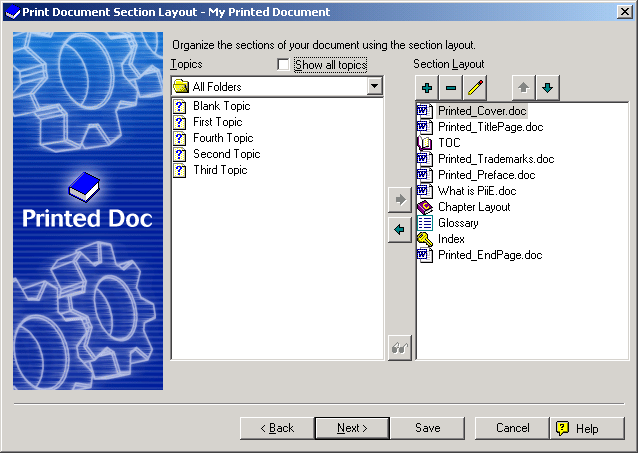 Print Document Section Layout - My Printed Document
Organize the sections of your document using the section layout.
Topics
Show all topics
Section Layout
All Folders
Blank Topic
First Topic
Fourth Topic
Second Topic
Third Topic
Printed_Cover.doc
Printed_TitlePage.doc
TOC
Printed_Trademarks.doc
Printed_Preface.doc
What is PiiE.doc
Chapter Layout
Glossary
Index
Printed_EndPage.doc
Printed Doc
< Back
Next >
Save
Cancel
Help